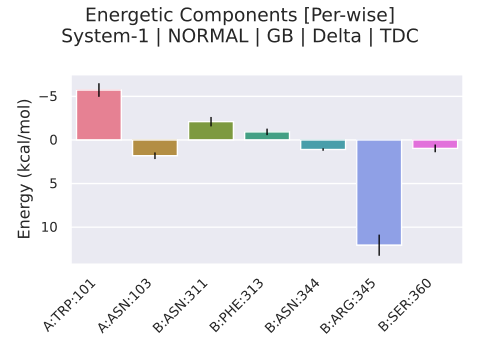 Energetic Components [Per-wise]
System-1 | NORMAL | GB | Delta | TDC
Energy (kcal/mol)
−5
0
5
10
A:TRP:101
A:ASN:103
B:ASN:311
B:PHE:313
B:ASN:344
B:ARG:345
B:SER:360